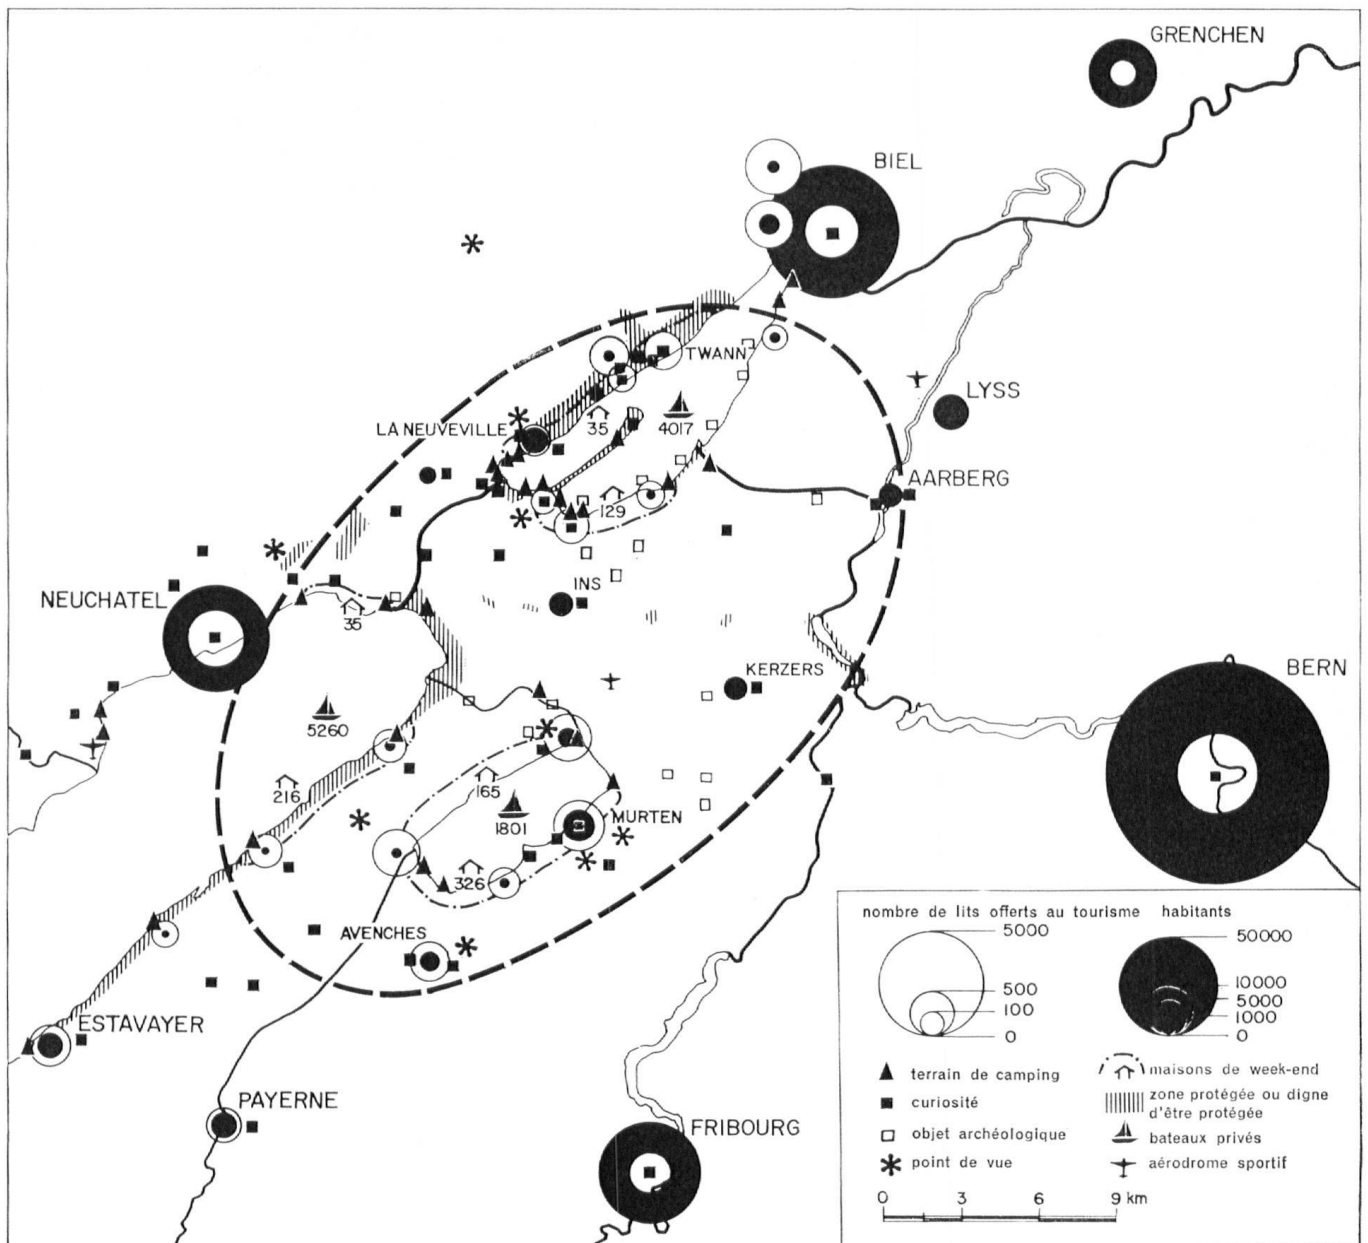 GRENCHEN
BIEL
TWANN
LYSS
LA NEUVEVILLE
35
4017
AARBERG
129
INS
NEUCHATEL
35
KERZERS
BERN
5260
216
165
1801
MURTEN
326
AVENCHES
ESTAVAYER
PAYERNE
FRIBOURG
nombre de lits offerts au tourisme
5000
500
100
0
habitants
50000
10000
5000
1000
0
terrain de camping
curiosité
objet archéologique
point de vue
maisons de week-end
zone protégée ou digne
d'être protégée
bateaux privés
aérodrome sportif
0 3 6 9 km